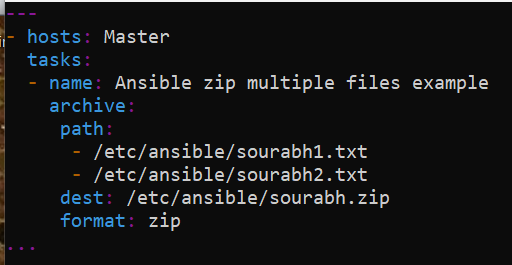 ---
- hosts: Master
  tasks:
  - name: Ansible zip multiple files example
    archive:
     path:
      - /etc/ansible/sourabh1.txt
      - /etc/ansible/sourabh2.txt
     dest: /etc/ansible/sourabh.zip
     format: zip
...